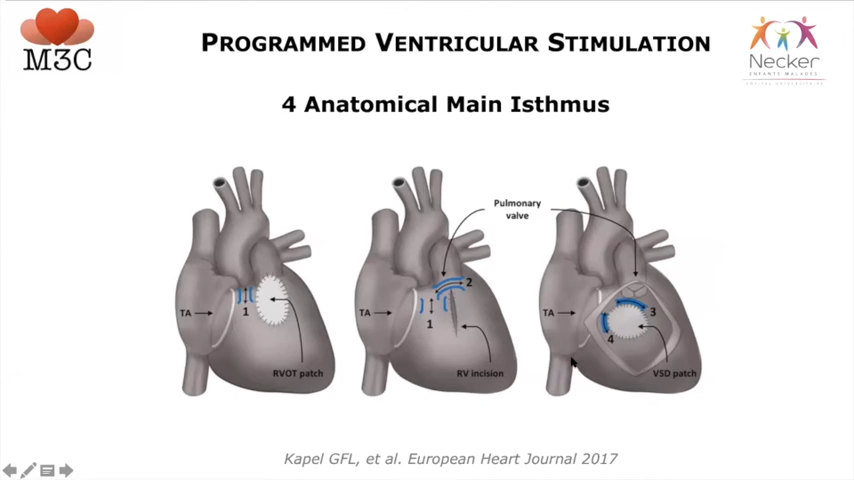 M3C
PROGRAMMED VENTRICULAR STIMULATION
Necker
ENFANTS MALADES
4 Anatomical Main Isthmus
Pulmonary
valve
TA
1
RVOT patch
TA
1
2
RV incision
TA
3
4
VSD patch
Kapel GFL, et al. European Heart Journal 2017